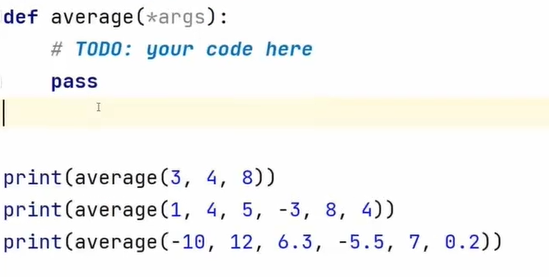 def average(*args):
    # TODO: your code here
    pass
print(average(3, 4, 8))
print(average(1, 4, 5, -3, 8, 4))
print(average(-10, 12, 6.3, -5.5, 7, 0.2))